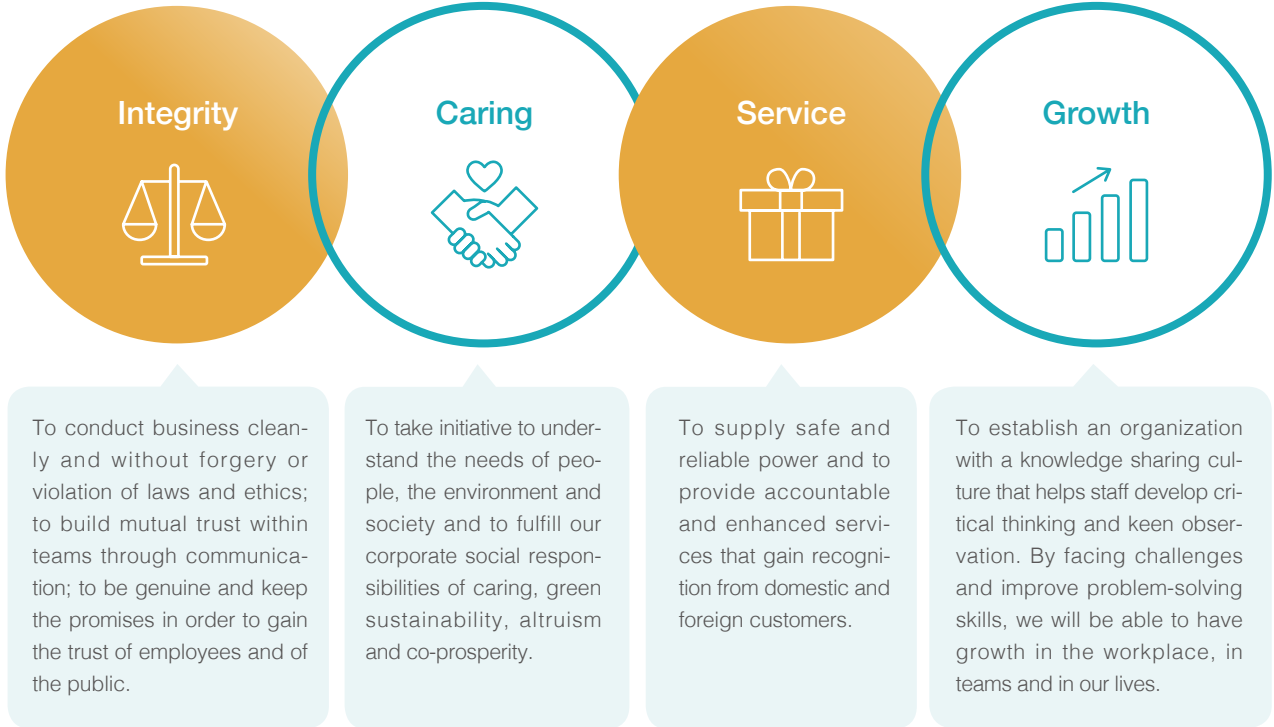 Integrity
Caring
Service
Growth
To conduct business clean-
ly and without forgery or
violation of laws and ethics;
to build mutual trust within
teams through communica-
tion; to be genuine and keep
the promises in order to gain
the trust of employees and of
the public.
To take initiative to under-
stand the needs of peo-
ple, the environment and
society and to fulfill our
corporate social respon-
sibilities of caring, green
sustainability, altruism
and co-prosperity.
To supply safe and
reliable power and to
provide accountable
and enhanced servi-
ces that gain recogni-
tion from domestic and
foreign customers.
To establish an organization
with a knowledge sharing cul-
ture that helps staff develop cri-
tical thinking and keen obser-
vation. By facing challenges
and improve problem-solving
skills, we will be able to have
growth in the workplace, in
teams and in our lives.